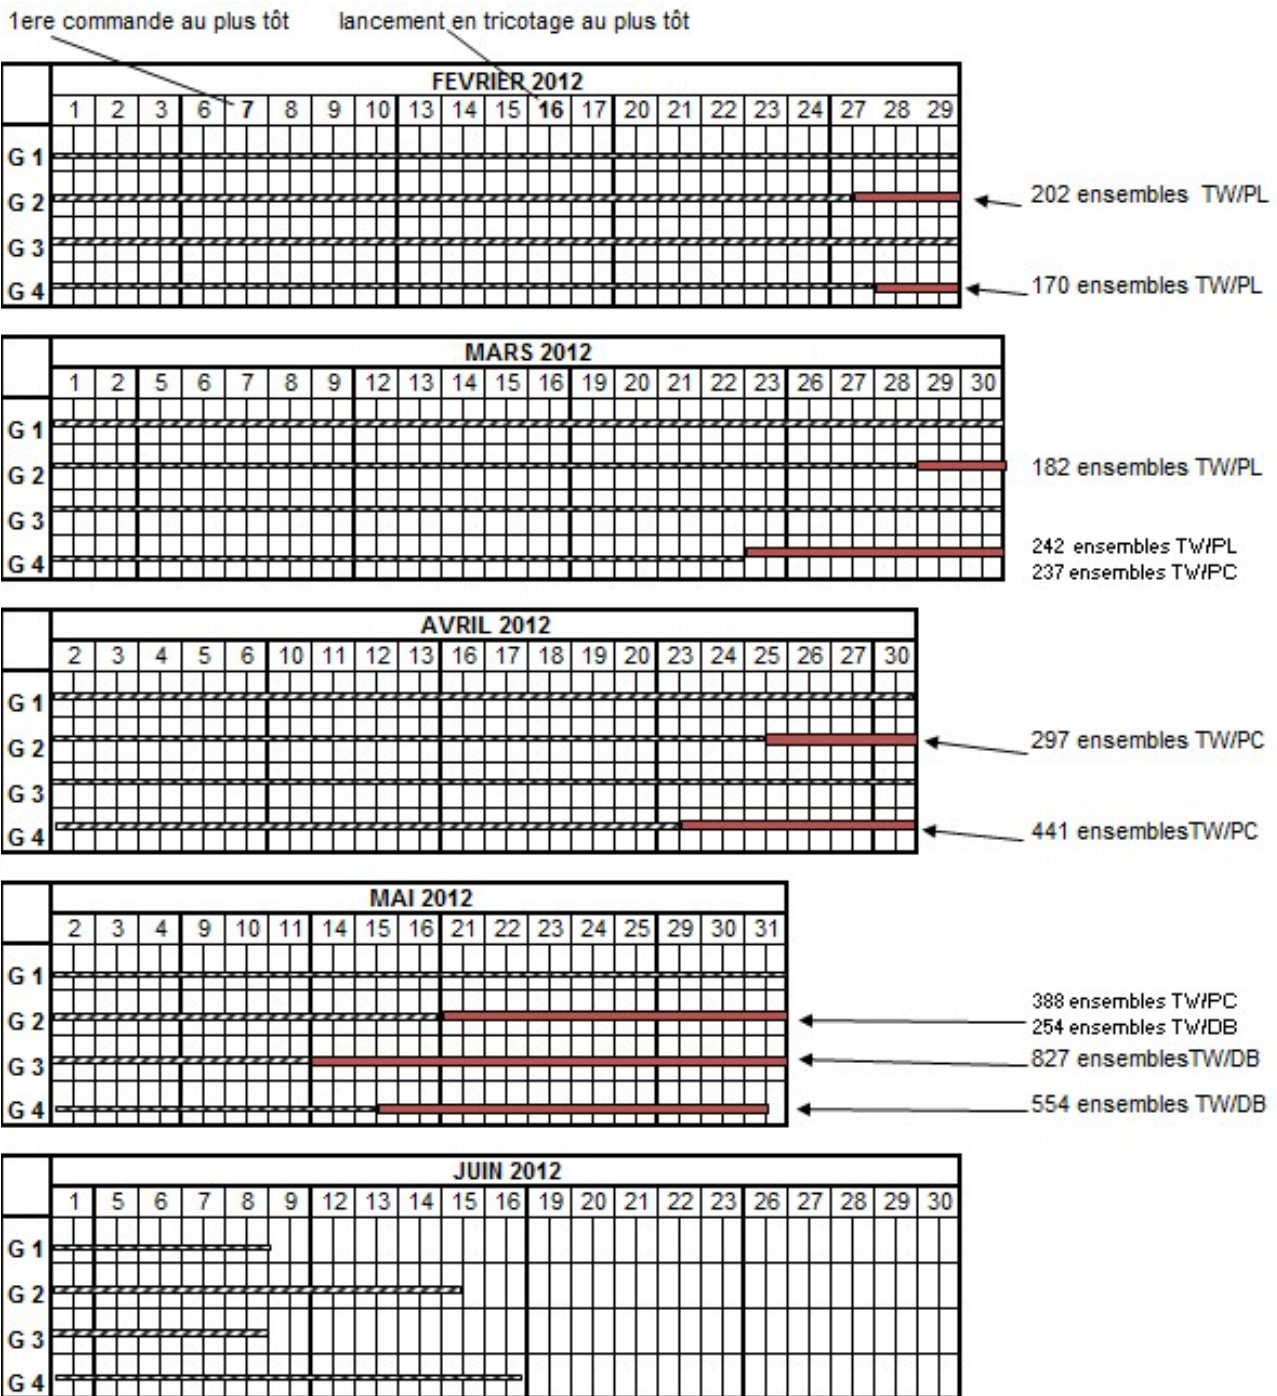 1ere commande au plus tôt lancement en tricotage au plus tôt
FEVRIER 2012
1 2 3 6 7 8 9 10 13 14 15 16 17 20 21 22 23 24 27 28 29
G 1
G 2 202 ensembles TW/PL
G 3
G 4 170 ensembles TW/PL
MARS 2012
1 2 5 6 7 8 9 12 13 14 15 16 19 20 21 22 23 26 27 28 29 30
G 1
G 2 182 ensembles TW/PL
G 3
242 ensembles TW/PL
G 4 237 ensembles TW/PC
AVRIL 2012
2 3 4 5 6 10 11 12 13 16 17 18 19 20 23 24 25 26 27 30
G 1
G 2 297 ensembles TW/PC
G 3
G 4 441 ensemblesTW/PC
MAI 2012
2 3 4 9 10 11 14 15 16 21 22 23 24 25 29 30 31
G 1
388 ensembles TW/PC
G 2 254 ensembles TW/DB
G 3 827 ensemblesTW/DB
G 4 554 ensembles TW/DB
JUIN 2012
1 5 6 7 8 9 12 13 14 15 16 19 20 21 22 23 26 27 28 29 30
G 1
G 2
G 3
G 4